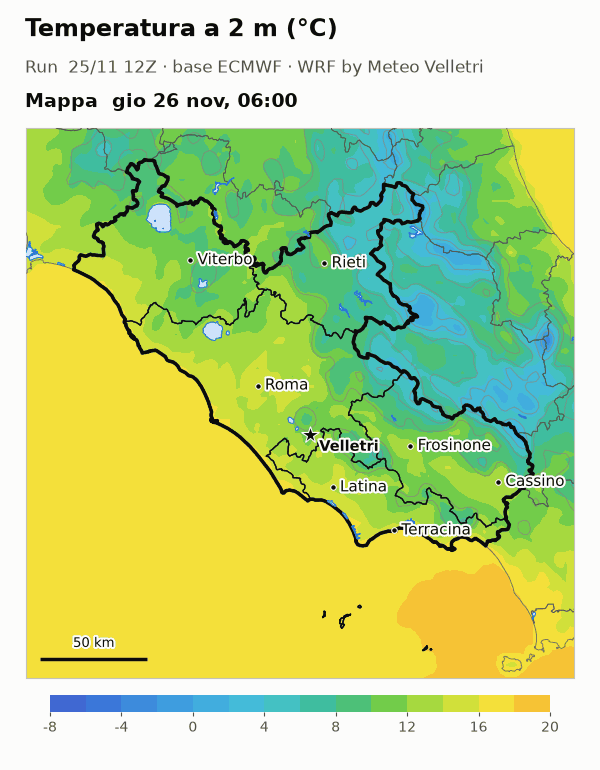 Temperatura a 2 m (°C)
Run  25/11 12Z · base ECMWF · WRF by Meteo Velletri
Mappa  gio 26 nov, 06:00
Viterbo
Rieti
Roma
Velletri
Frosinone
Latina
Cassino
Terracina
50 km
-8 -4 0 4 8 12 16 20